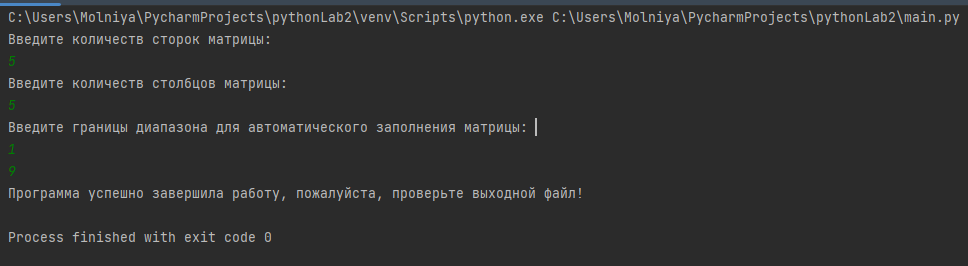 C:\Users\Molniya\PycharmProjects\pythonLab2\venv\Scripts\python.exe C:\Users\Molniya\PycharmProjects\pythonLab2\main.py
Введите количеств сторок матрицы:
5
Введите количеств столбцов матрицы:
5
Введите границы диапазона для автоматического заполнения матрицы:
1
9
Программа успешно завершила работу, пожалуйста, проверьте выходной файл!
Process finished with exit code 0